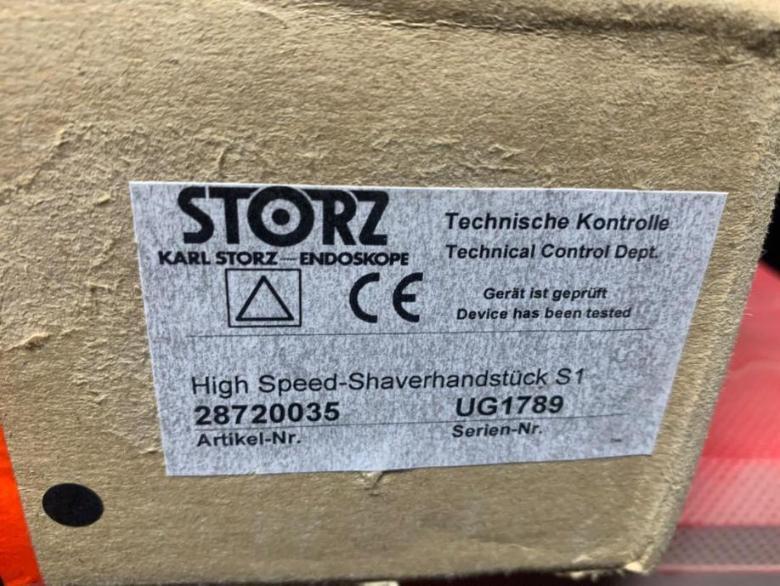 STORZ
KARL STORZ—ENDOSKOPE
Technische Kontrolle
Technical Control Dept.
CE
Gerät ist geprüft
Device has been tested
High Speed-Shaverhandstück S1
28720035 UG1789
Artikel-Nr. Serien-Nr.